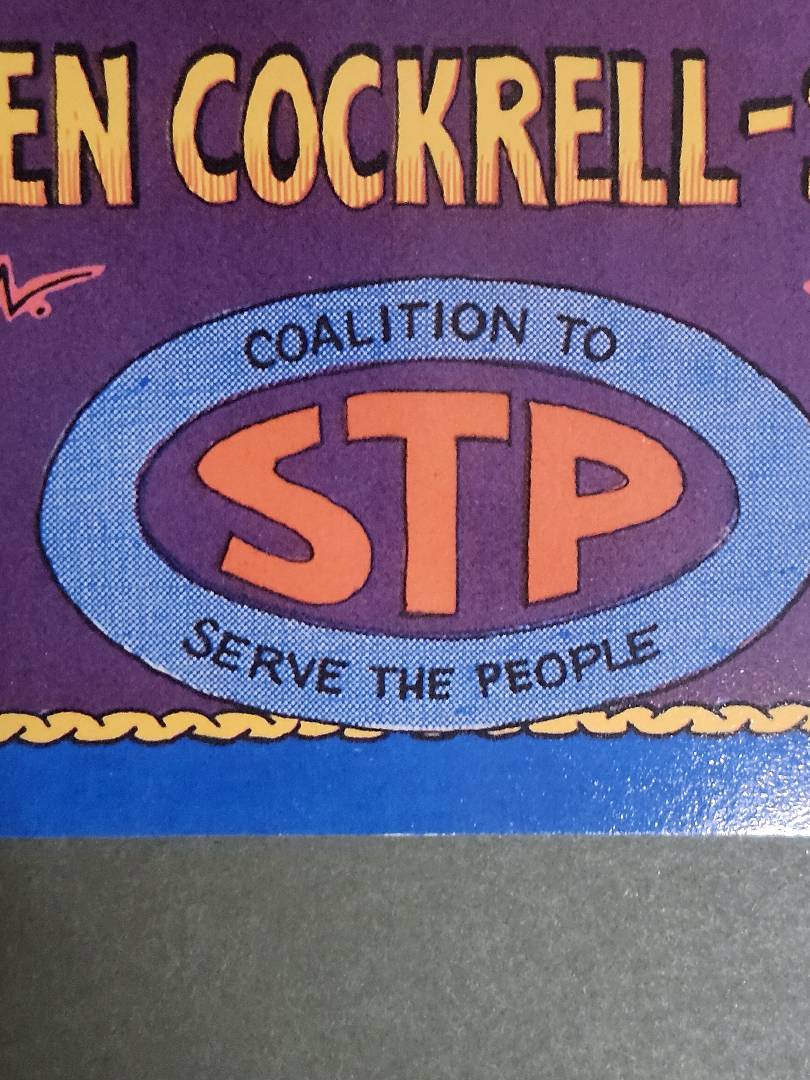 EN COCKRELL-
COALITION TO
STP
SERVE THE PEOPLE